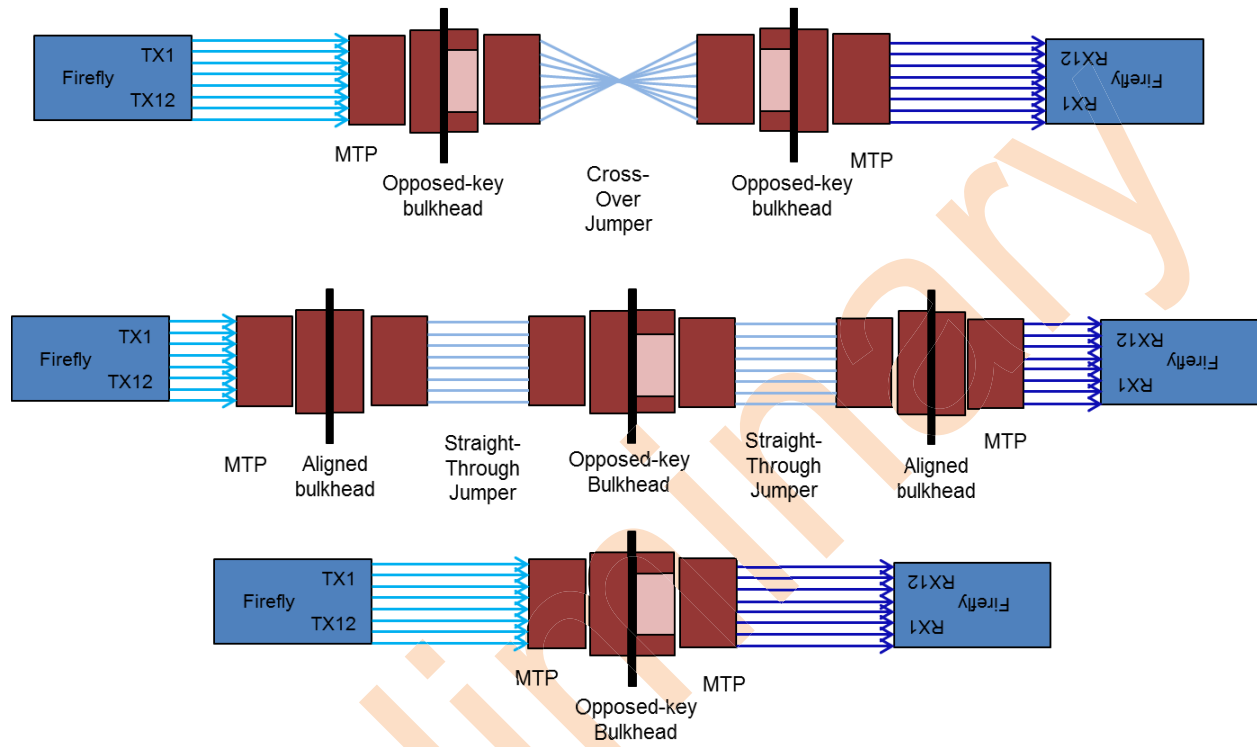 TX1
Firefly
TX12
RX12
Firefly
RX1
MTP
Opposed-key
bulkhead
Cross-
Over
Jumper
Opposed-key
bulkhead
MTP
TX1
Firefly
TX12
RX12
Firefly
RX1
MTP
Aligned
bulkhead
Straight-
Through
Jumper
Opposed-key
Bulkhead
Straight-
Through
Jumper
Aligned
bulkhead
MTP
TX1
Firefly
TX12
RX12
Firefly
RX1
MTP
Opposed-key
Bulkhead
MTP
liminary